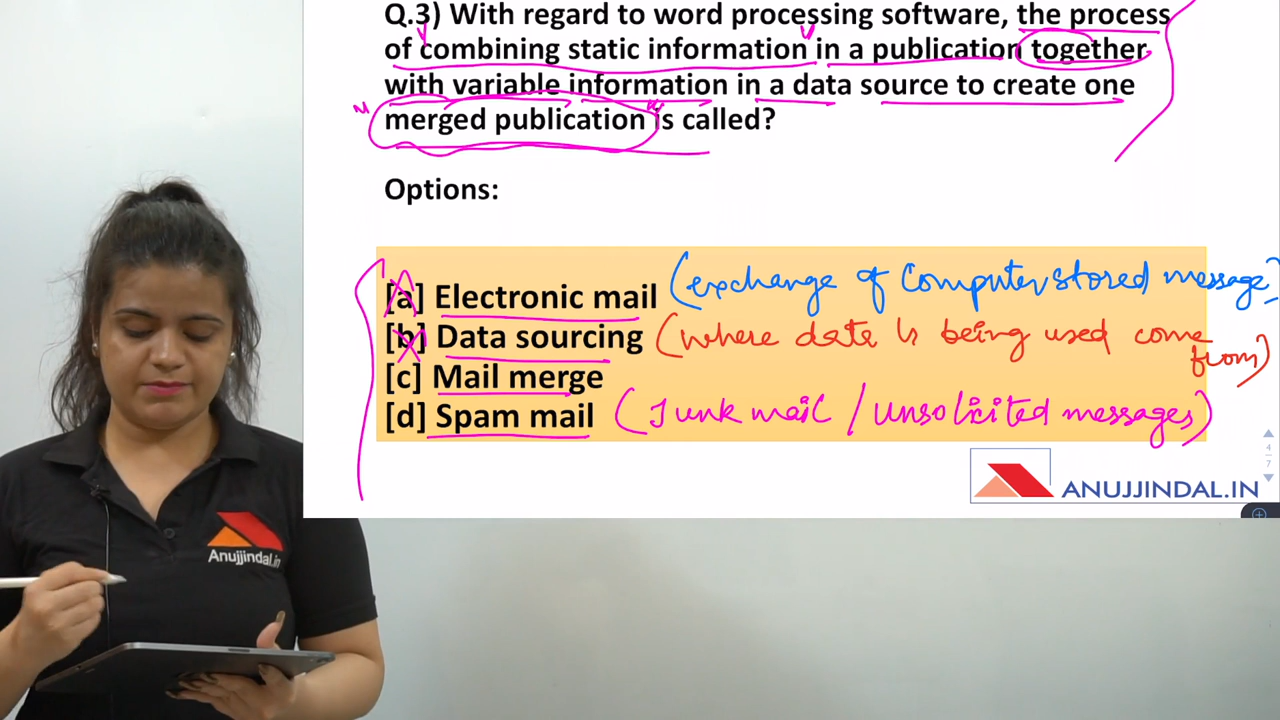 Q.3) With regard to word processing software, the process
of combining static information in a publication together
with variable information in a data source to create one
merged publication is called?
Options:
[a] Electronic mail (exchange of Computer stored message)
[b] Data sourcing (where date is being used come
from)
[c] Mail merge
[d] Spam mail (Junk mail / Unsolicited messages)
4
7
ANUJJINDAL.IN
Anujjindal.in